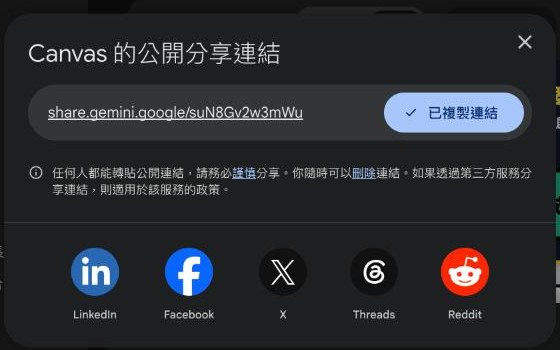 Canvas 的公開分享連結
share.gemini.google/suN8Gv2w3mWu
已複製連結
任何人都能轉貼公開連結，請務必謹慎分享。你隨時可以刪除連結。如果透過第三方服務分
享連結，則適用於該服務的政策。
LinkedIn
Facebook
X
Threads
Reddit